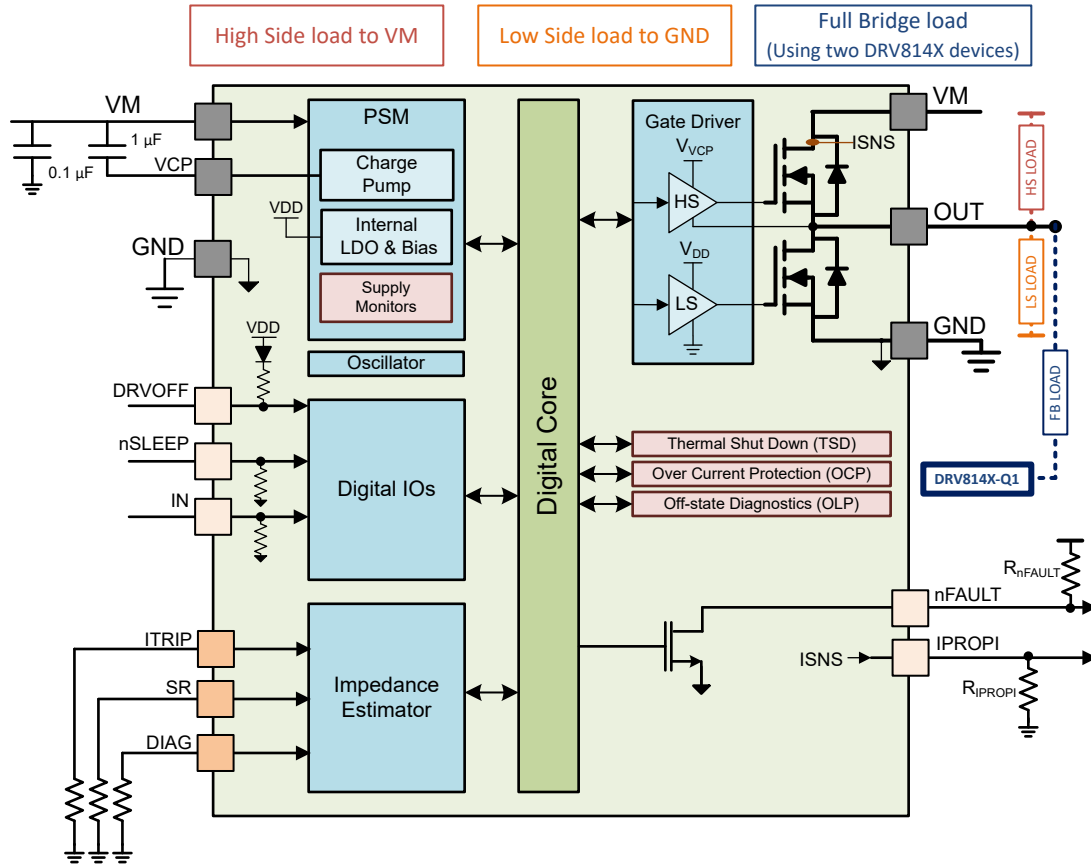 High Side load to VM
Low Side load to GND
Full Bridge load
(Using two DRV814X devices)
VM
1 µF
0.1 µF
VCP
GND
PSM
Charge
Pump
VDD
Internal
LDO & Bias
Supply
Monitors
Oscillator
VDD
DRVOFF
nSLEEP
IN
Digital IOs
ITRIP
SR
DIAG
Impedance
Estimator
Digital Core
Gate Driver
VVCP
HS
VDD
LS
ISNS
VM
OUT
GND
HS LOAD
LS LOAD
FB LOAD
DRV814X-Q1
Thermal Shut Down (TSD)
Over Current Protection (OCP)
Off-state Diagnostics (OLP)
RnFAULT
nFAULT
IPROPI
ISNS
RIPROPI